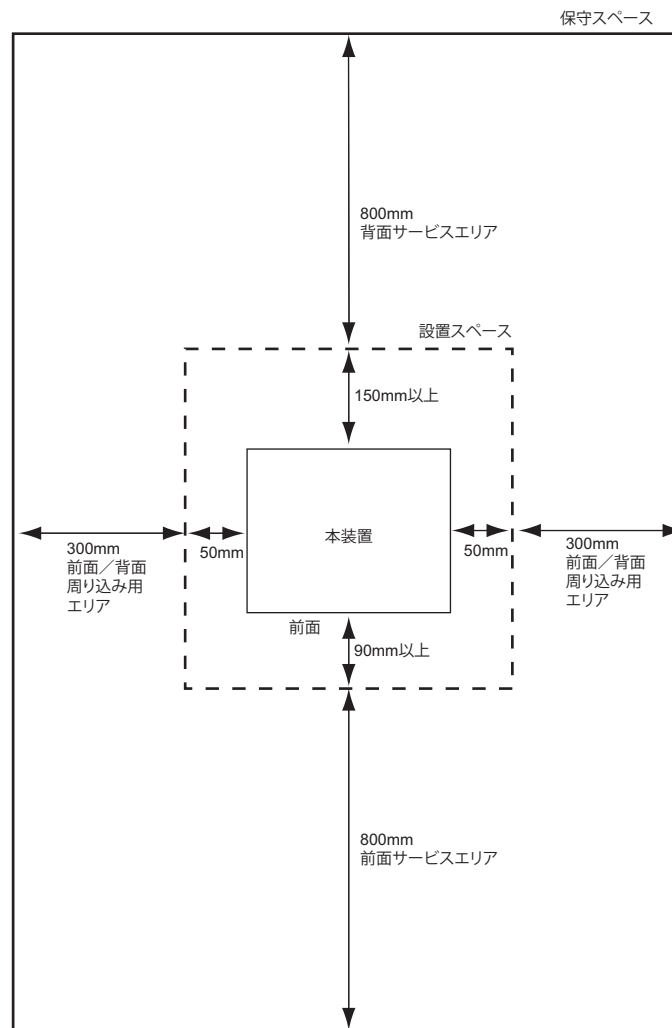 保守スペース
800mm
背面サービスエリア
設置スペース
150mm以上
本装置
300mm
前面／背面
周り込み用
エリア
50mm
50mm
300mm
前面／背面
周り込み用
エリア
前面
90mm以上
800mm
前面サービスエリア